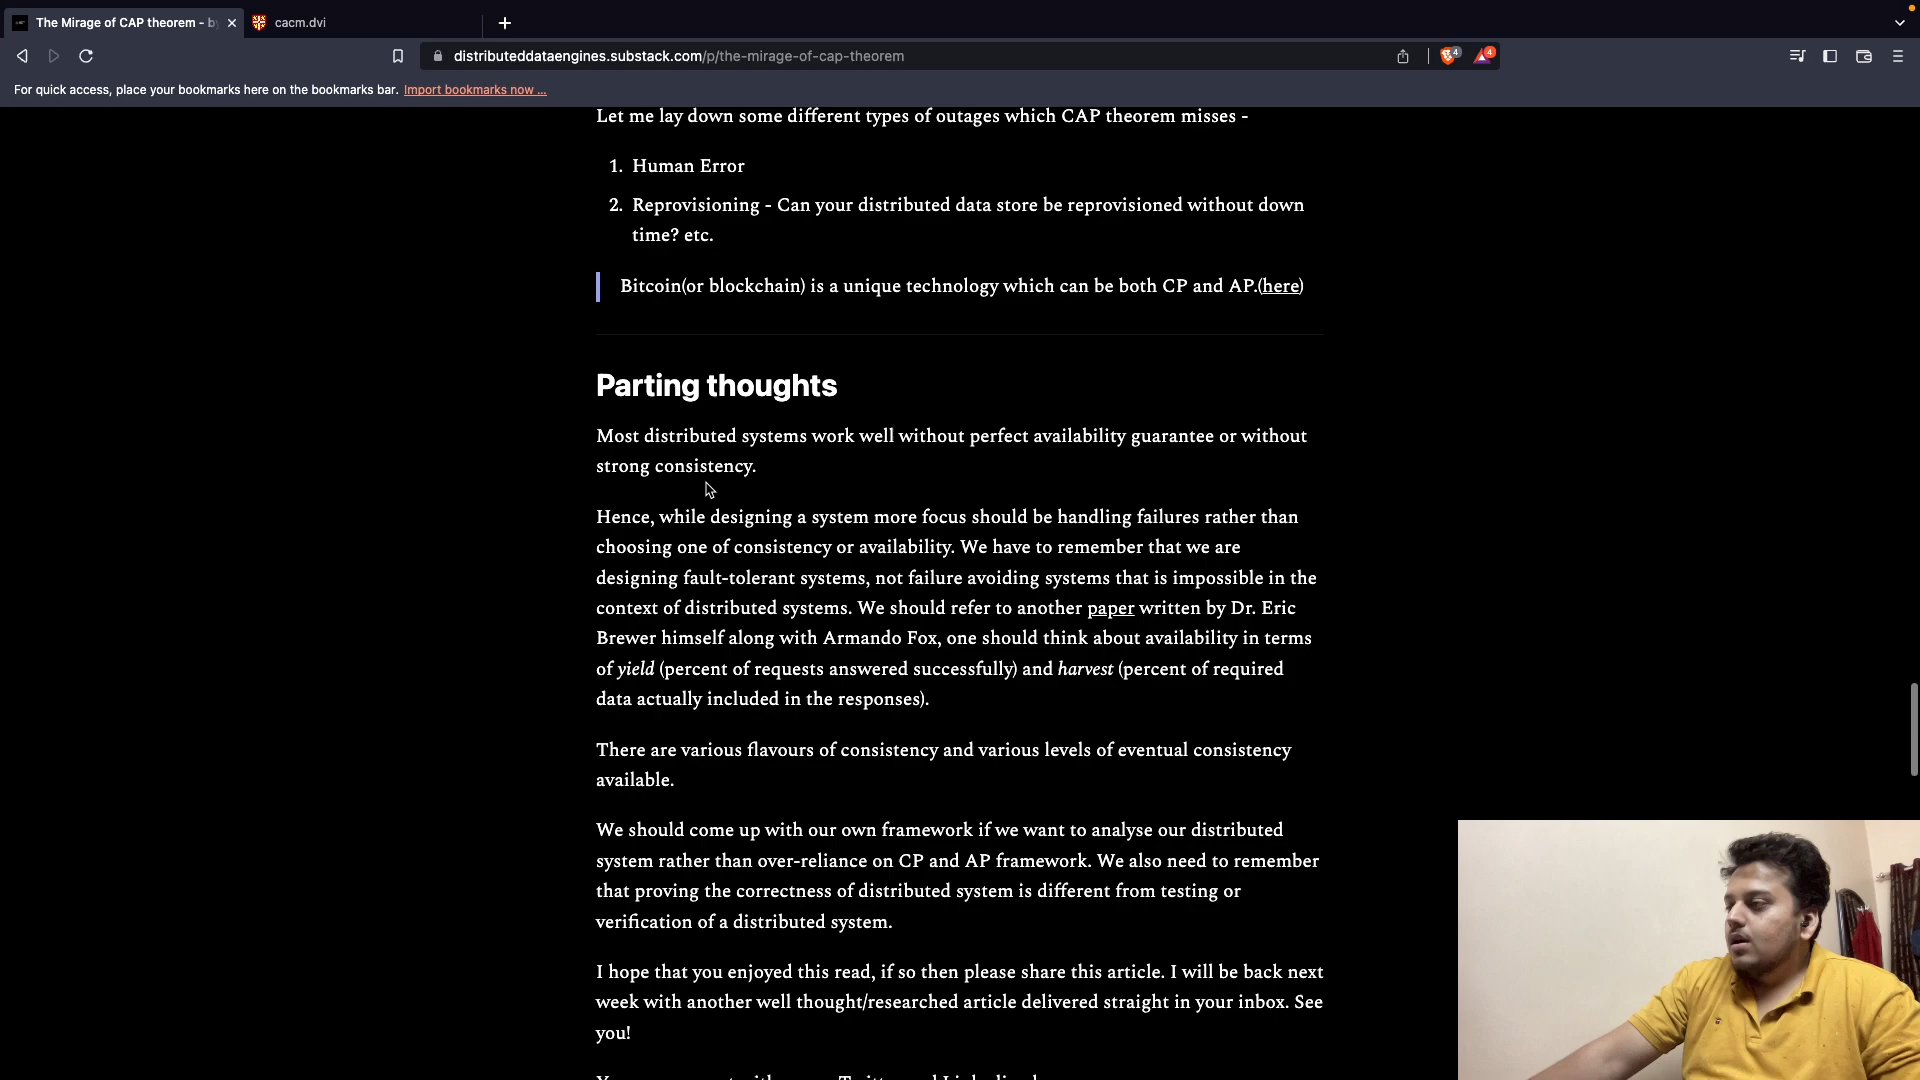 The Mirage of CAP theorem - by
cacm.dvi
distributeddataengines.substack.com/p/the-mirage-of-cap-theorem
4
4
For quick access, place your bookmarks here on the bookmarks bar. Import bookmarks now ...
Let me lay down some different types of outages which CAP theorem misses -
1. Human Error
2. Reprovisioning - Can your distributed data store be reprovisioned without down
time? etc.
Bitcoin(or blockchain) is a unique technology which can be both CP and AP.(here)
Parting thoughts
Most distributed systems work well without perfect availability guarantee or without
strong consistency.
Hence, while designing a system more focus should be handling failures rather than
choosing one of consistency or availability. We have to remember that we are
designing fault-tolerant systems, not failure avoiding systems that is impossible in the
context of distributed systems. We should refer to another paper written by Dr. Eric
Brewer himself along with Armando Fox, one should think about availability in terms
of yield (percent of requests answered successfully) and harvest (percent of required
data actually included in the responses).
There are various flavours of consistency and various levels of eventual consistency
available.
We should come up with our own framework if we want to analyse our distributed
system rather than over-reliance on CP and AP framework. We also need to remember
that proving the correctness of distributed system is different from testing or
verification of a distributed system.
I hope that you enjoyed this read, if so then please share this article. I will be back next
week with another well thought/researched article delivered straight in your inbox. See
you!